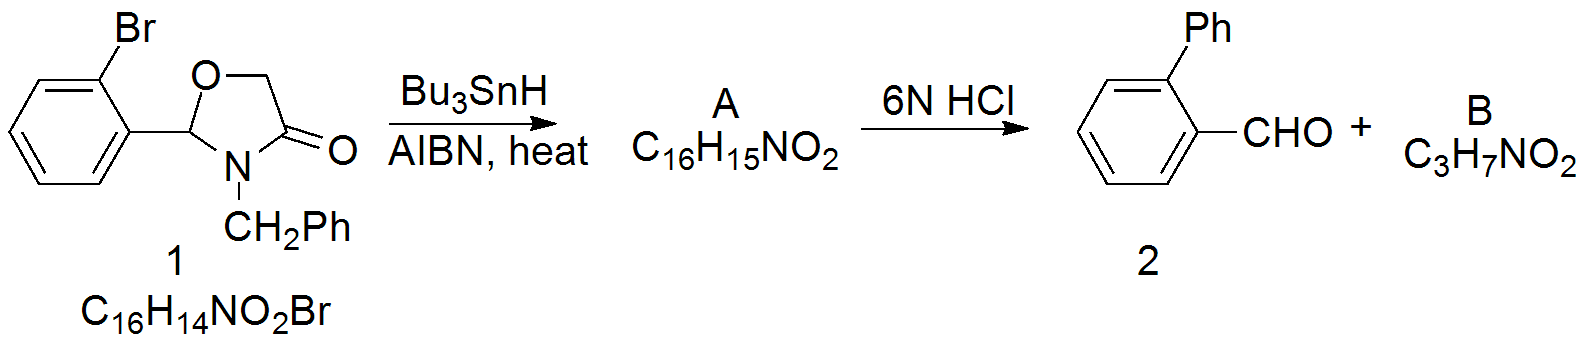 Br
O
O
N
CH₂Ph
1
C₁₆H₁₄NO₂Br
Bu₃SnH
AIBN, heat
A
C₁₆H₁₅NO₂
6N HCl
Ph
CHO
2
+
B
C₃H₇NO₂